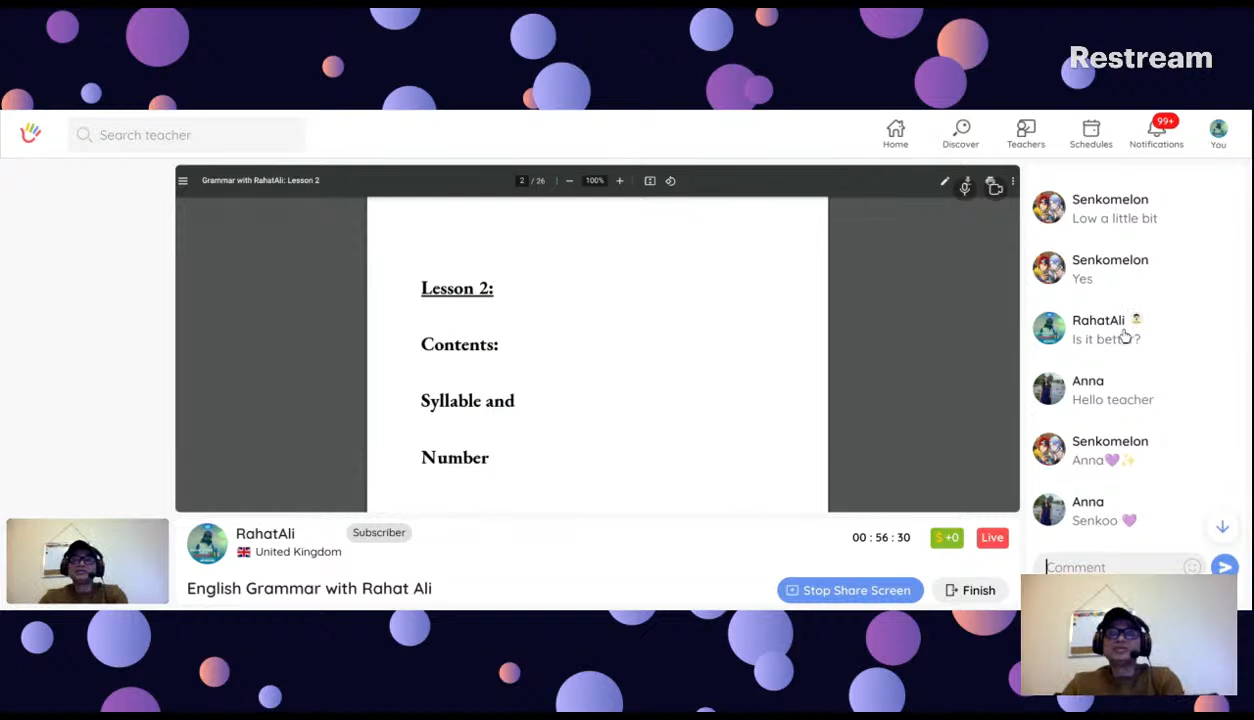 Restream
Search teacher
Home
Discover
Teachers
Schedules
99+
Notifications
You
Grammar with RahatAli: Lesson 2
2 / 26
100%
Lesson 2:
Contents:
Syllable and
Number
Senkomelon
Low a little bit
Senkomelon
Yes
RahatAli
Is it better?
Anna
Hello teacher
Senkomelon
Anna💜✨
Anna
Senkoo 💜
Comment
RahatAli
Subscriber
United Kingdom
00 : 56 : 30
$ +0
Live
English Grammar with Rahat Ali
Stop Share Screen
Finish